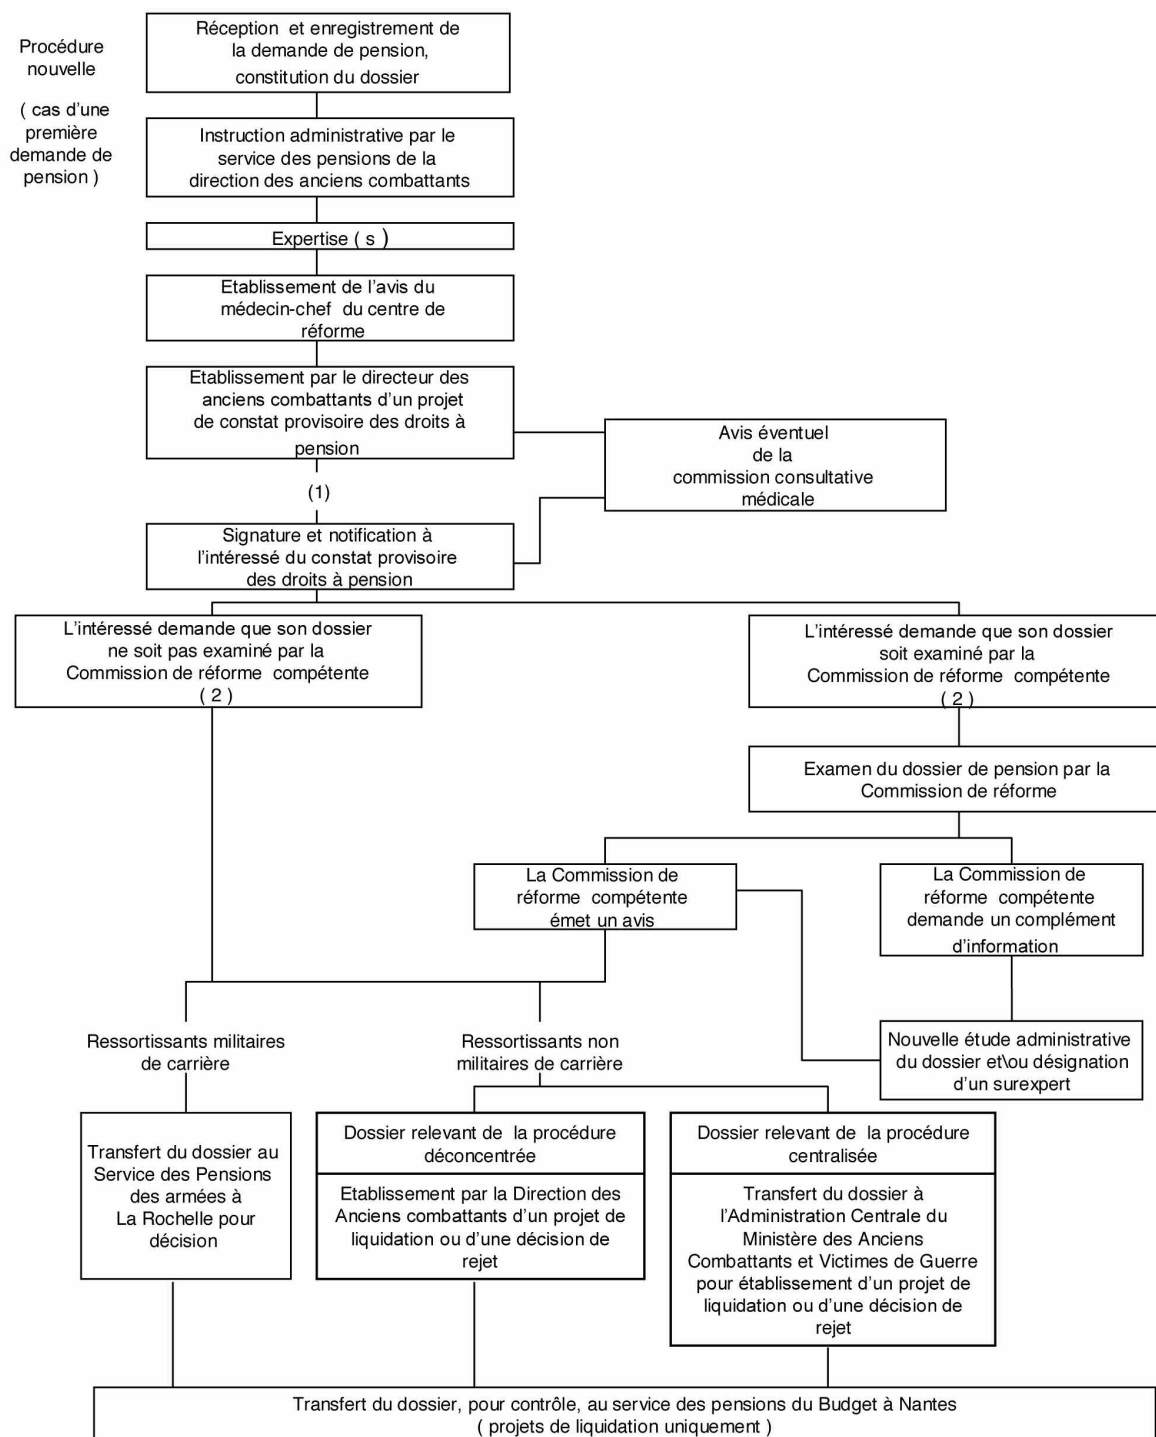 Procédure
nouvelle
( cas d'une
première
demande de
pension )
Réception et enregistrement de
la demande de pension,
constitution du dossier
Instruction administrative par le
service des pensions de la
direction des anciens combattants
Expertise ( s )
Etablissement de l'avis du
médecin-chef du centre de
réforme
Etablissement par le directeur des
anciens combattants d'un projet
de constat provisoire des droits à
pension
Avis éventuel
de la
commission consultative
médicale
(1)
Signature et notification à
l'intéressé du constat provisoire
des droits à pension
L'intéressé demande que son dossier
ne soit pas examiné par la
Commission de réforme compétente
( 2 )
L'intéressé demande que son dossier
soit examiné par la
Commission de réforme compétente
( 2 )
Examen du dossier de pension par la
Commission de réforme
La Commission de
réforme compétente
émet un avis
La Commission de
réforme compétente
demande un complément
d'information
Nouvelle étude administrative
du dossier et\ou désignation
d'un surexpert
Ressortissants militaires
de carrière
Ressortissants non
militaires de carrière
Transfert du dossier au
Service des Pensions
des armées à
La Rochelle pour
décision
Dossier relevant de la procédure
déconcentrée
Etablissement par la Direction des
Anciens combattants d'un projet de
liquidation ou d'une décision de
rejet
Dossier relevant de la procédure
centralisée
Transfert du dossier à
l'Administration Centrale du
Ministère des Anciens
Combattants et Victimes de Guerre
pour établissement d'un projet de
liquidation ou d'une décision de
rejet
Transfert du dossier, pour contrôle, au service des pensions du Budget à Nantes
( projets de liquidation uniquement )